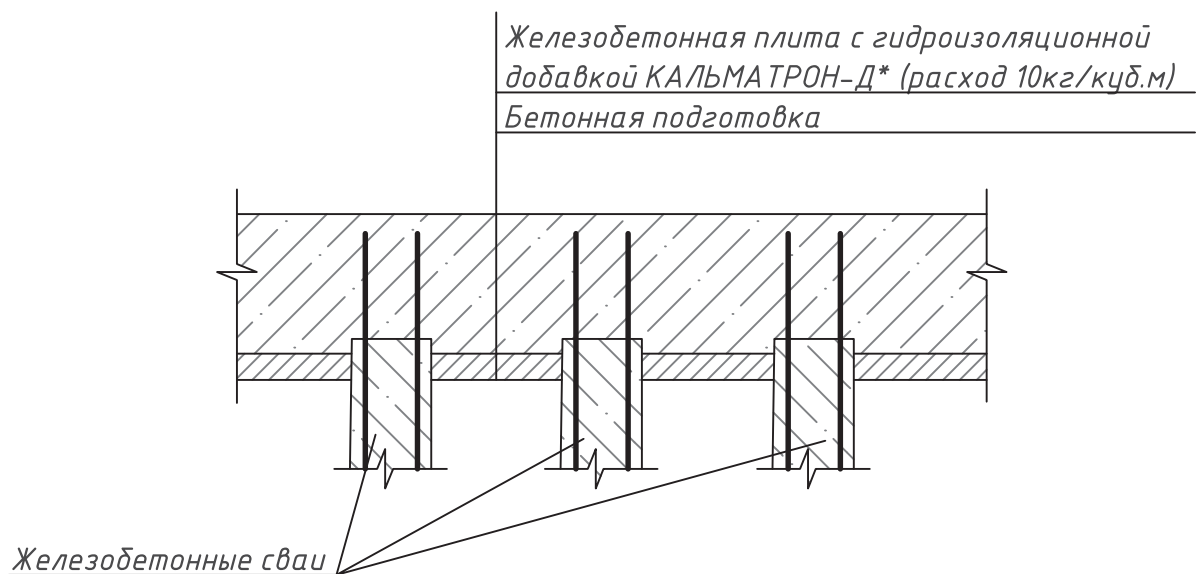 Железобетонная плита с гидроизоляционной
добавкой КАЛЬМАТРОН-Д* (расход 10кг/куб.м)
Бетонная подготовка
Железобетонные сваи